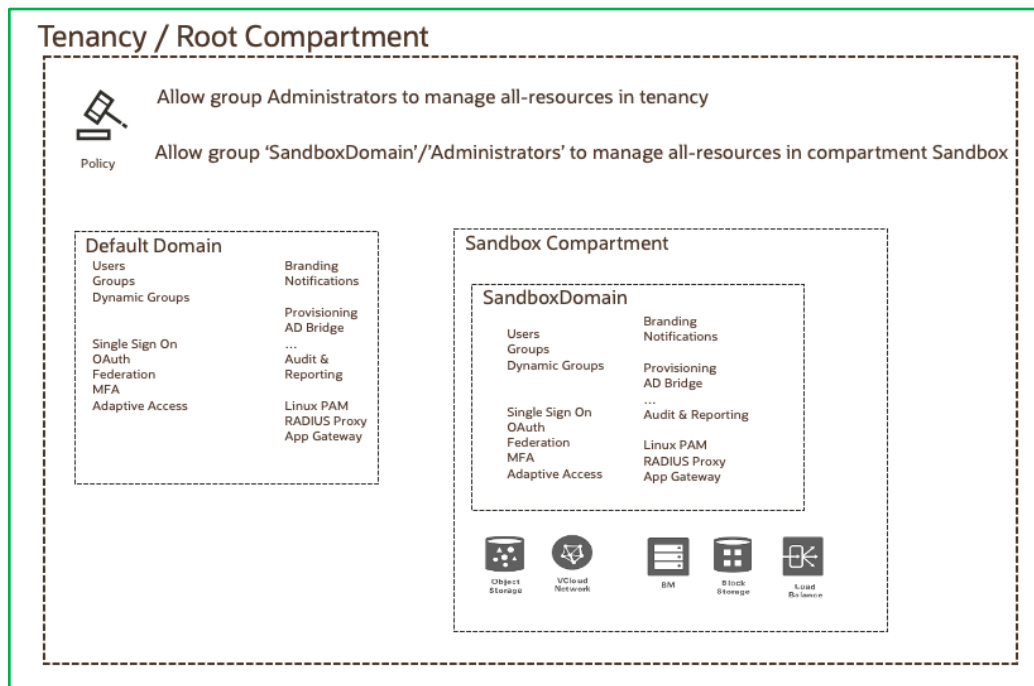 Tenancy / Root Compartment
Allow group Administrators to manage all-resources in tenancy
Policy
Allow group ‘SandboxDomain’/’Administrators’ to manage all-resources in compartment Sandbox
Default Domain
Users
Groups
Dynamic Groups
Single Sign On
OAuth
Federation
MFA
Adaptive Access
Branding
Notifications
Provisioning
AD Bridge
...
Audit &
Reporting
Linux PAM
RADIUS Proxy
App Gateway
Sandbox Compartment
SandboxDomain
Users
Groups
Dynamic Groups
Single Sign On
OAuth
Federation
MFA
Adaptive Access
Branding
Notifications
Provisioning
AD Bridge
...
Audit & Reporting
Linux PAM
RADIUS Proxy
App Gateway
Object
Storage
VCloud
Network
BM
Block
Storage
Load
Balance